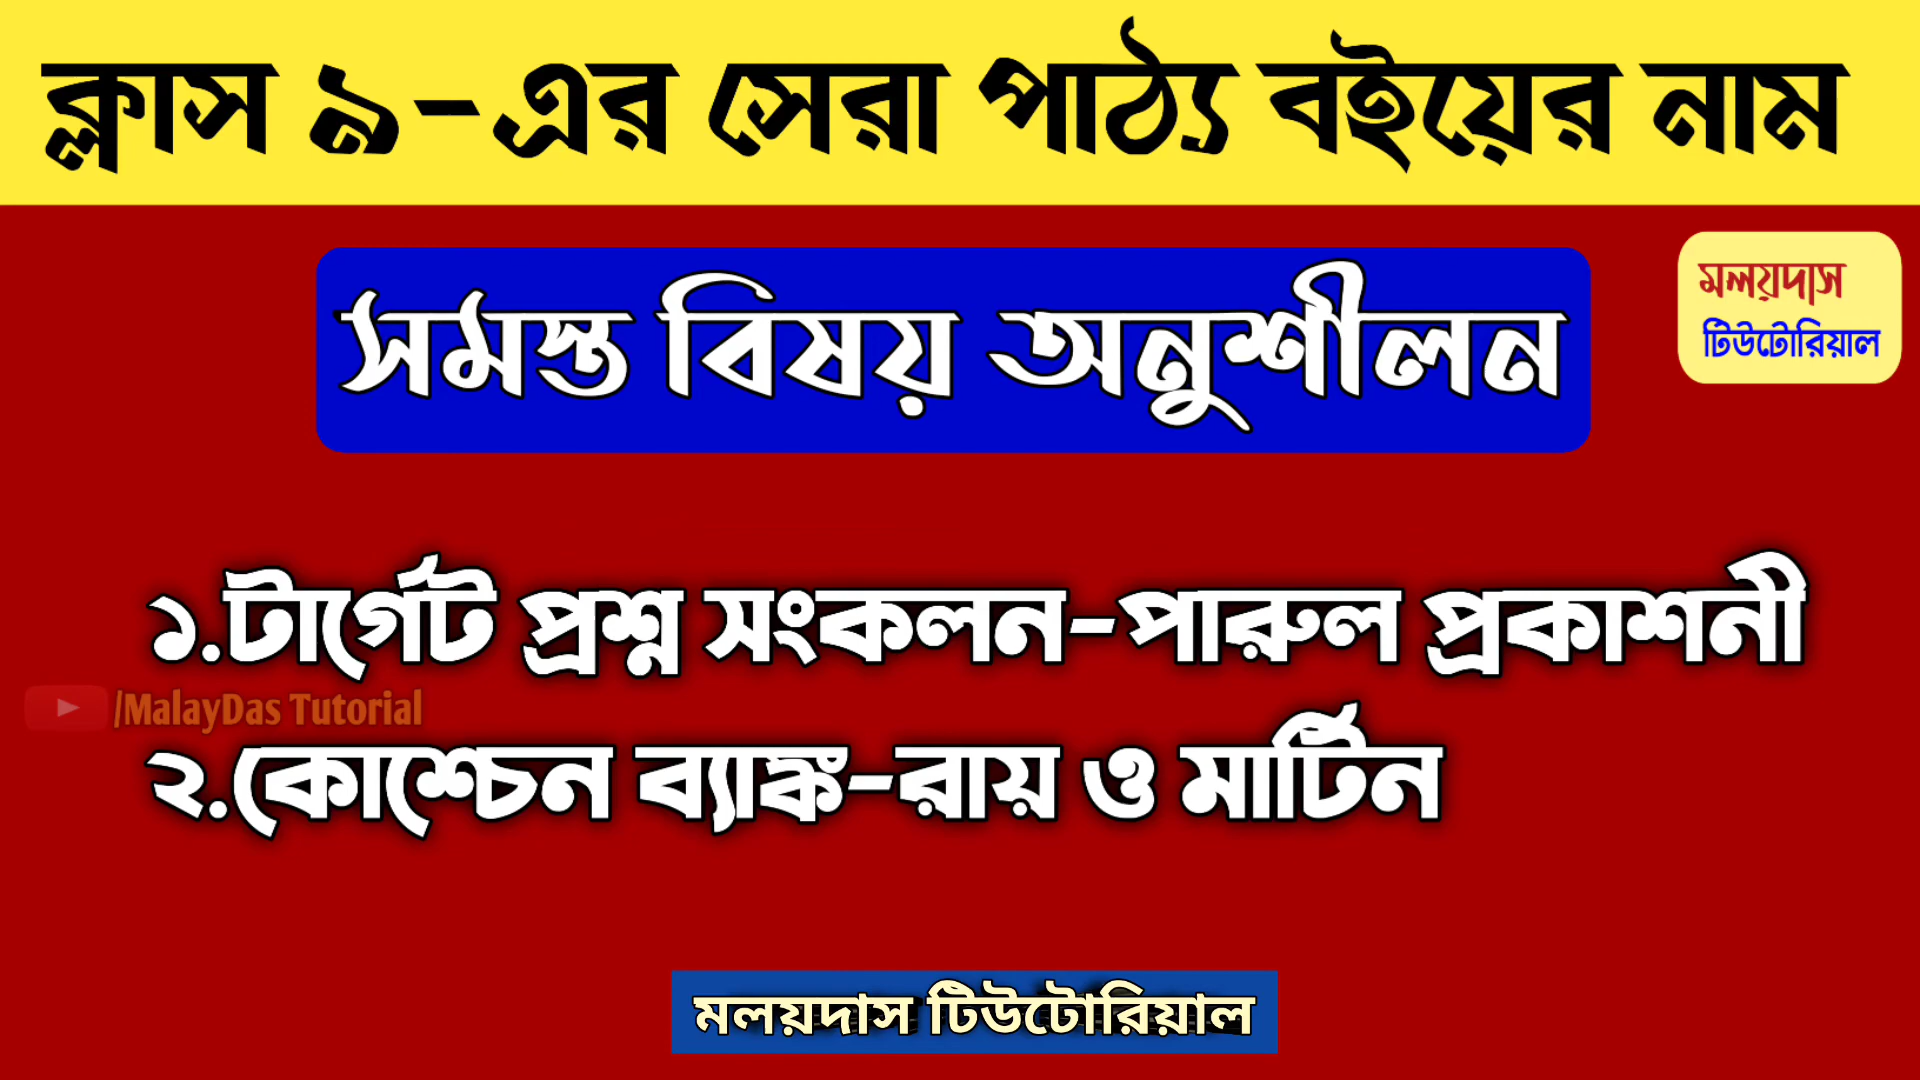 ক্লাস ৯-এর সেরা পাঠ্য বইয়ের নাম
সমস্ত বিষয় অনুশীলন
মলয়দাস
টিউটোরিয়াল
১.টার্গেট প্রশ্ন সংকলন-পারুল প্রকাশনী
/MalayDas Tutorial
২.কোশ্চেন ব্যাঙ্ক-রায় ও মার্টিন
মলয়দাস টিউটোরিয়াল